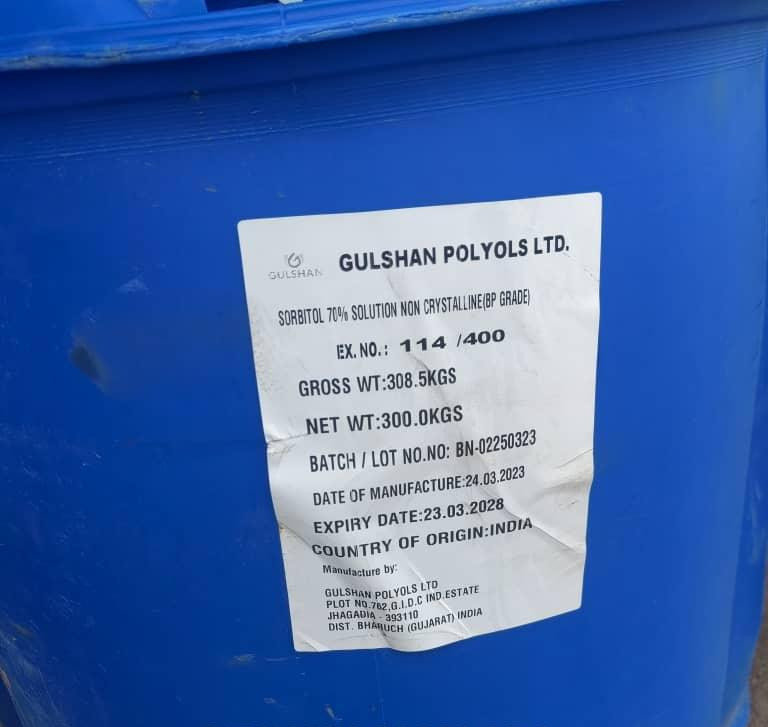 GULSHAN
GULSHAN POLYOLS LTD.
SORBITOL 70% SOLUTION NON CRYSTALLINE(BP GRADE)
EX. NO.: 114 /400
GROSS WT:308.5KGS
NET WT:300.0KGS
BATCH / LOT NO.NO: BN-02250323
DATE OF MANUFACTURE:24.03.2023
EXPIRY DATE:23.03.2028
COUNTRY OF ORIGIN:INDIA
Manufacture by:
GULSHAN POLYOLS LTD
PLOT NO.762,G.I.D.C IND.ESTATE
JHAGADIA - 393110
DIST. BHARUCH (GUJARAT) INDIA